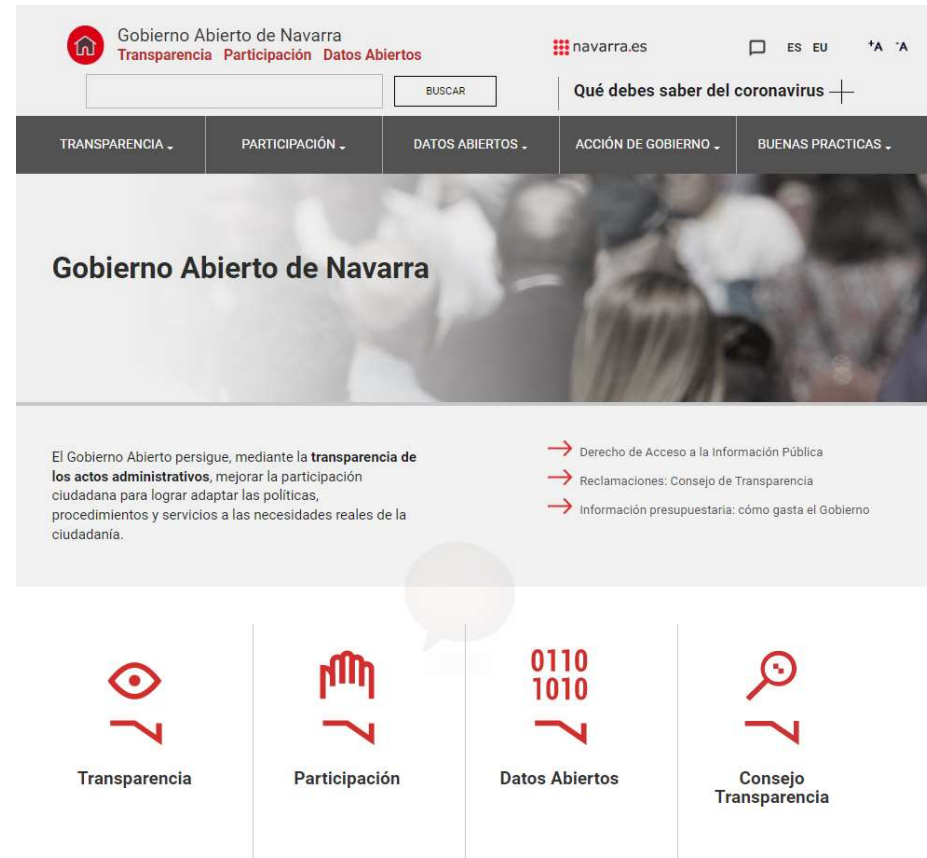 Gobierno Abierto de Navarra
Transparencia Participación Datos Abiertos
navarra.es
ES EU +A -A
BUSCAR
Qué debes saber del coronavirus
TRANSPARENCIA
PARTICIPACIÓN
DATOS ABIERTOS
ACCIÓN DE GOBIERNO
BUENAS PRACTICAS
Gobierno Abierto de Navarra
El Gobierno Abierto persigue, mediante la transparencia de
los actos administrativos, mejorar la participación
ciudadana para lograr adaptar las políticas,
procedimientos y servicios a las necesidades reales de la
ciudadanía.
Derecho de Acceso a la Información Pública
Reclamaciones: Consejo de Transparencia
Información presupuestaria: cómo gasta el Gobierno
0110
1010
Transparencia
Participación
Datos Abiertos
Consejo
Transparencia